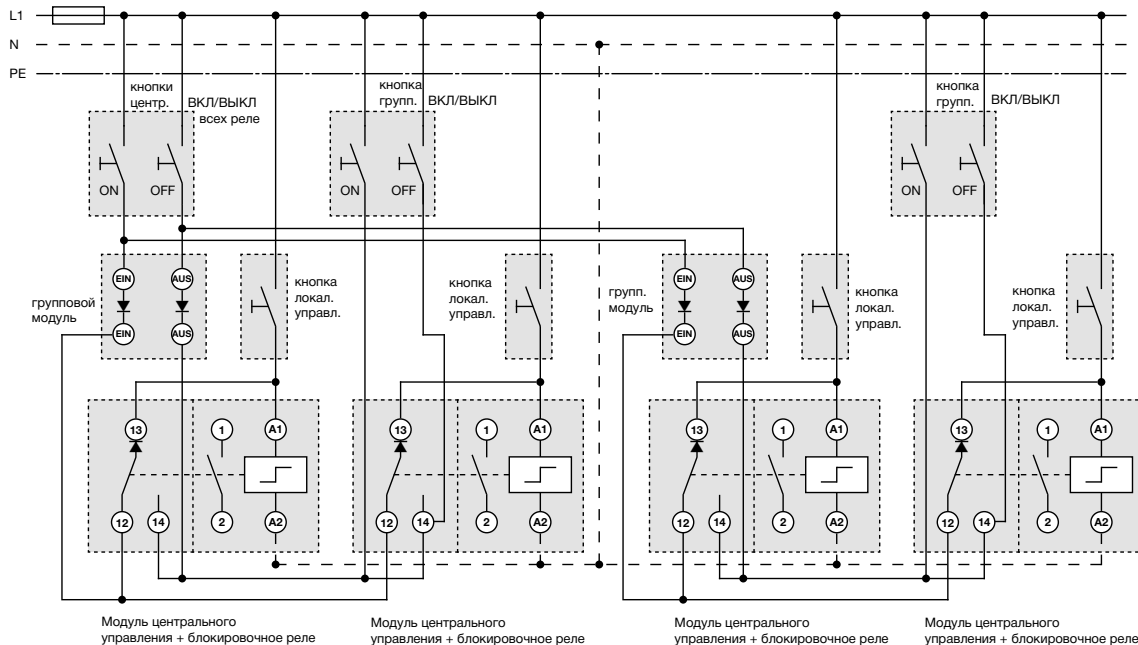 L1
N
PE
кнопки
центр.
ВКЛ/ВЫКЛ
всех реле
кнопка
групп.
ВКЛ/ВЫКЛ
кнопка
групп.
ВКЛ/ВЫКЛ
ON
OFF
ON
OFF
ON
OFF
EIN
AUS
EIN
AUS
групповой
модуль
кнопка
локал.
управл.
кнопка
локал.
управл.
групп.
модуль
кнопка
локал.
управл.
кнопка
локал.
управл.
EIN
AUS
EIN
AUS
13
1
A1
13
1
A1
13
1
A1
13
1
A1
12
14
2
A2
12
14
2
A2
12
14
2
A2
12
14
2
A2
Модуль центрального
управления + блокировочное реле
Модуль центрального
управления + блокировочное реле
Модуль центрального
управления + блокировочное реле
Модуль центрального
управления + блокировочное реле